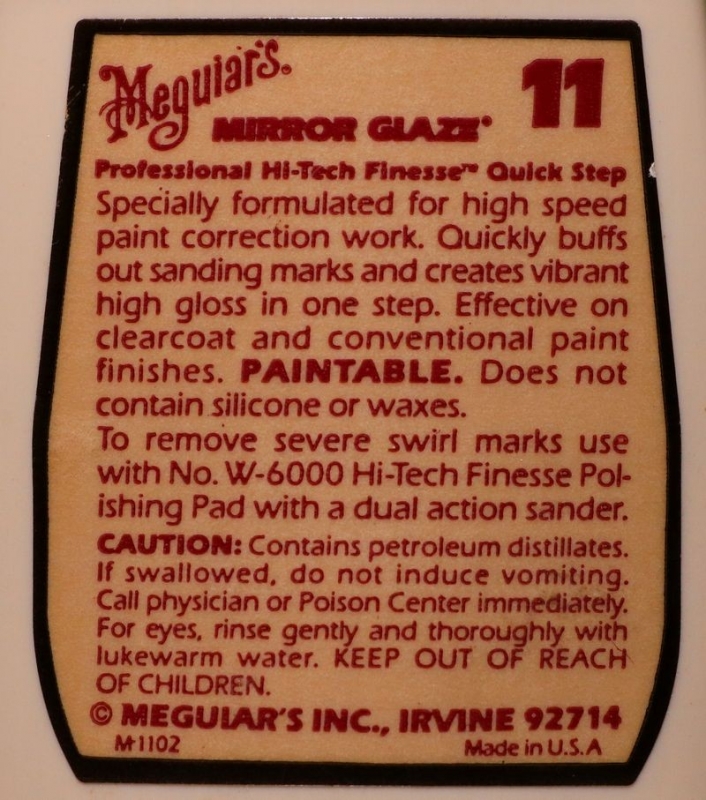 Meguiar's.
MIRROR GLAZE®
11
Professional Hi-Tech Finesse™ Quick Step
Specially formulated for high speed
paint correction work. Quickly buffs
out sanding marks and creates vibrant
high gloss in one step. Effective on
clearcoat and conventional paint
finishes. PAINTABLE. Does not
contain silicone or waxes.
To remove severe swirl marks use
with No. W-6000 Hi-Tech Finesse Pol-
ishing Pad with a dual action sander.
CAUTION: Contains petroleum distillates.
If swallowed, do not induce vomiting.
Call physician or Poison Center immediately.
For eyes, rinse gently and thoroughly with
lukewarm water. KEEP OUT OF REACH
OF CHILDREN.
© MEGUIAR'S INC., IRVINE 92714
M-1102
Made in U.S.A